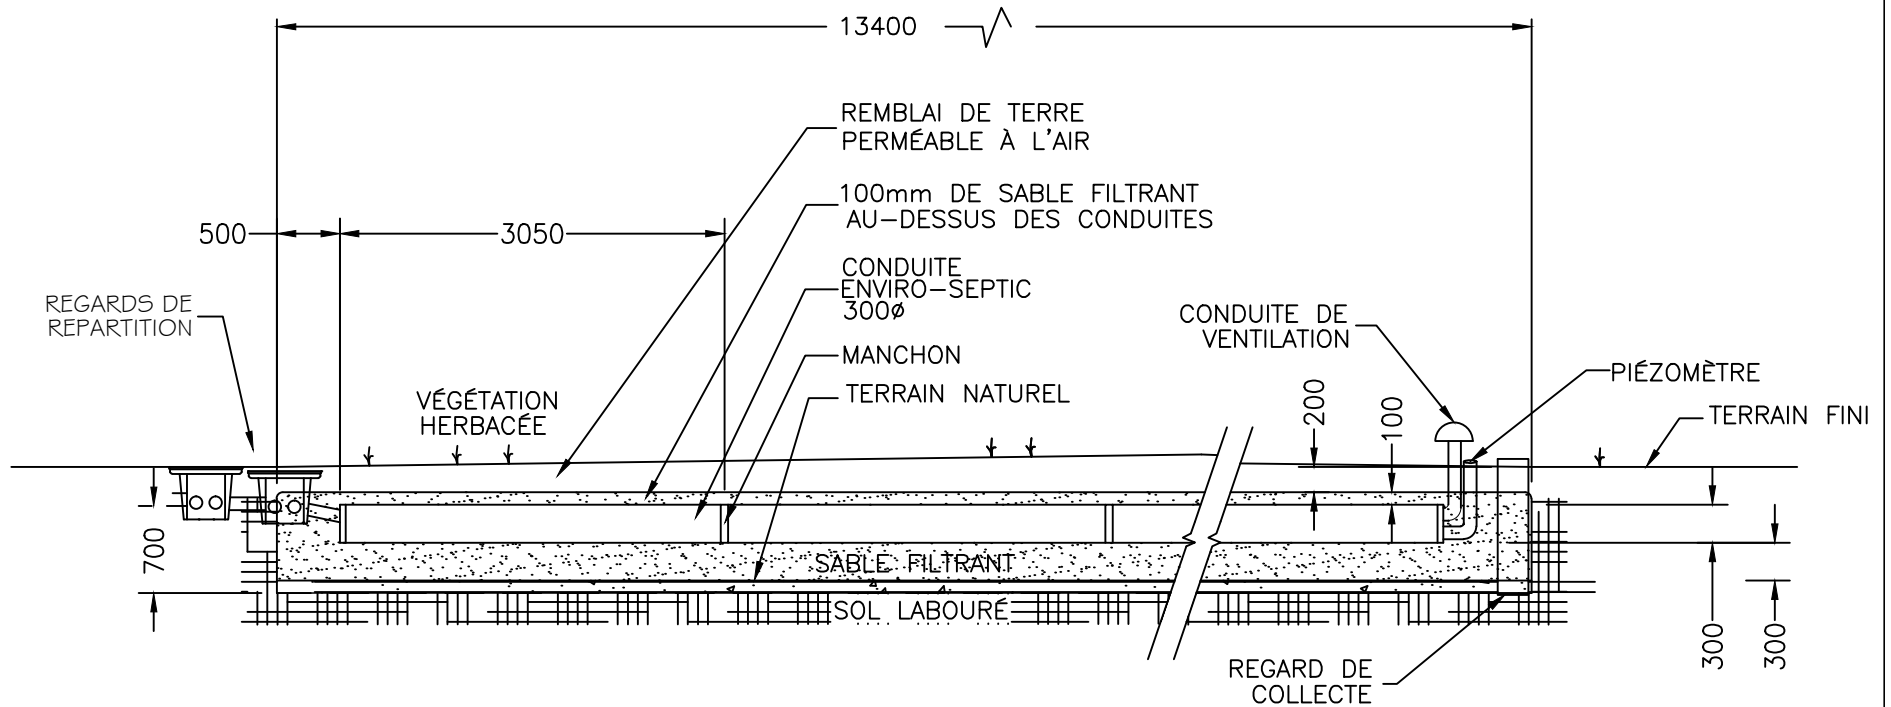 13400
REMBLAI DE TERRE
PERMÉABLE À L'AIR
100mm DE SABLE FILTRANT
AU-DESSUS DES CONDUITES
500
3050
CONDUITE
ENVIRO-SEPTIC
300ø
REGARDS DE
REPARTITION
CONDUITE DE
VENTILATION
MANCHON
PIÉZOMÈTRE
TERRAIN NATUREL
VÉGÉTATION
HERBACÉE
200
100
TERRAIN FINI
700
SABLE FILTRANT
SOL LABOURÉ
300
300
REGARD DE
COLLECTE